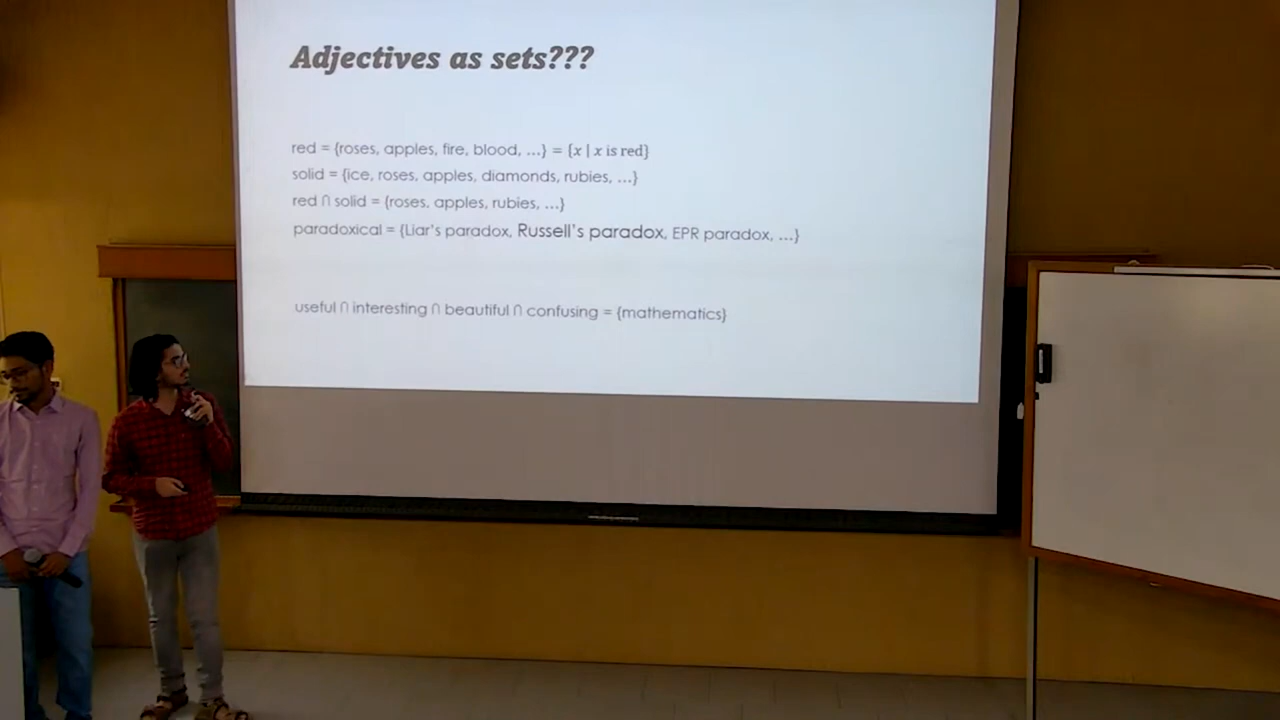 Adjectives as sets???
red = {roses, apples, fire, blood, ...} = {x | x is red}
solid = {ice, roses, apples, diamonds, rubies, ...}
red ∩ solid = {roses, apples, rubies, ...}
paradoxical = {Liar's paradox, Russell's paradox, EPR paradox, ...}
useful ∩ interesting ∩ beautiful ∩ confusing = {mathematics}